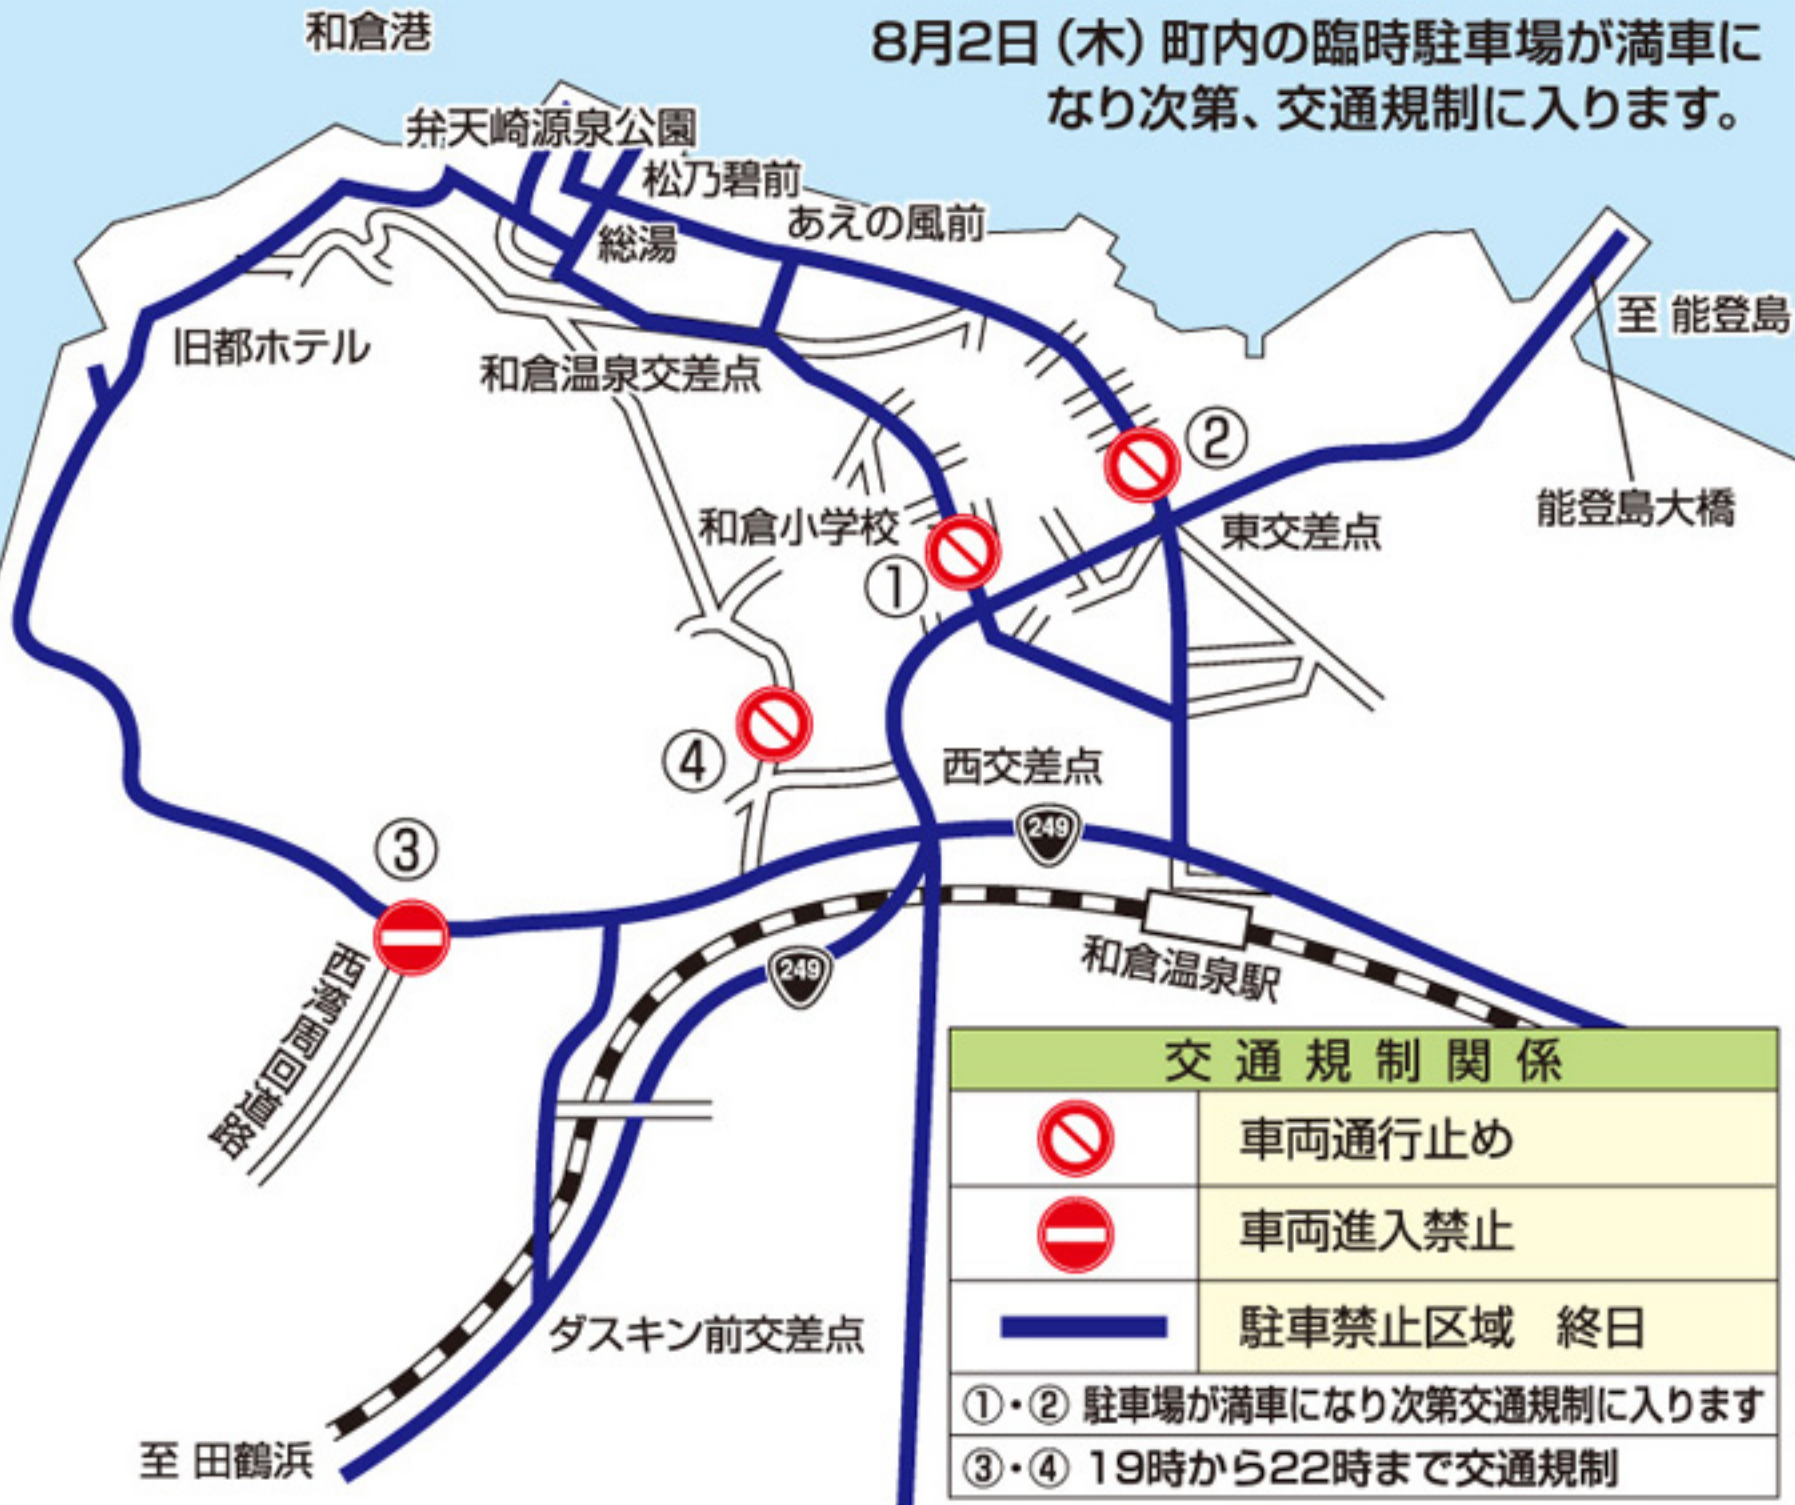 和倉港
8月2日（木）町内の臨時駐車場が満車に
なり次第、交通規制に入ります。
弁天崎源泉公園
松乃碧前
あえの風前
総湯
至 能登島
旧都ホテル
和倉温泉交差点
②
能登島大橋
和倉小学校
東交差点
①
④
西交差点
249
③
西湾周回道路
249
和倉温泉駅
ダスキン前交差点
至 田鶴浜
交通規制関係
車両通行止め
車両進入禁止
駐車禁止区域 終日
①・② 駐車場が満車になり次第交通規制に入ります
③・④ 19時から22時まで交通規制